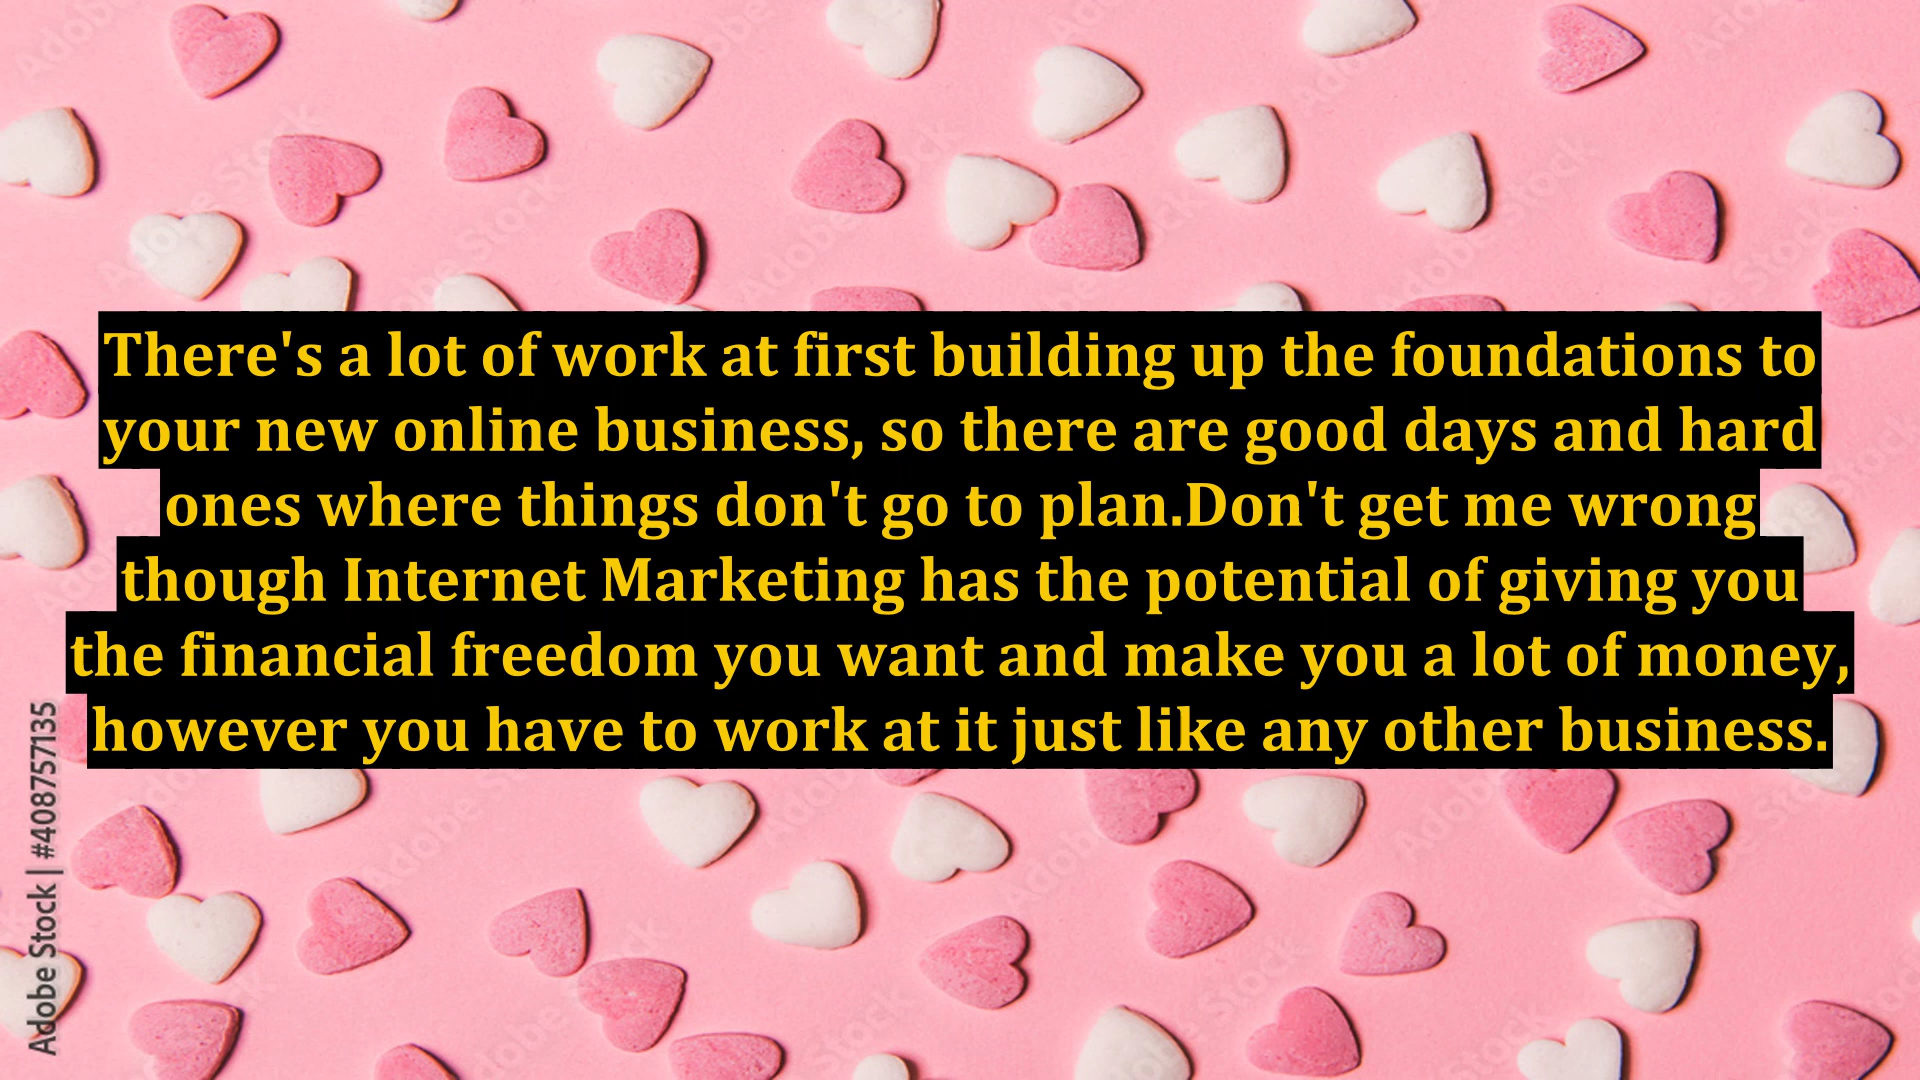 There's a lot of work at first building up the foundations to
your new online business, so there are good days and hard
ones where things don't go to plan.Don't get me wrong
though Internet Marketing has the potential of giving you
the financial freedom you want and make you a lot of money,
however you have to work at it just like any other business.
Adobe Stock | #408757135